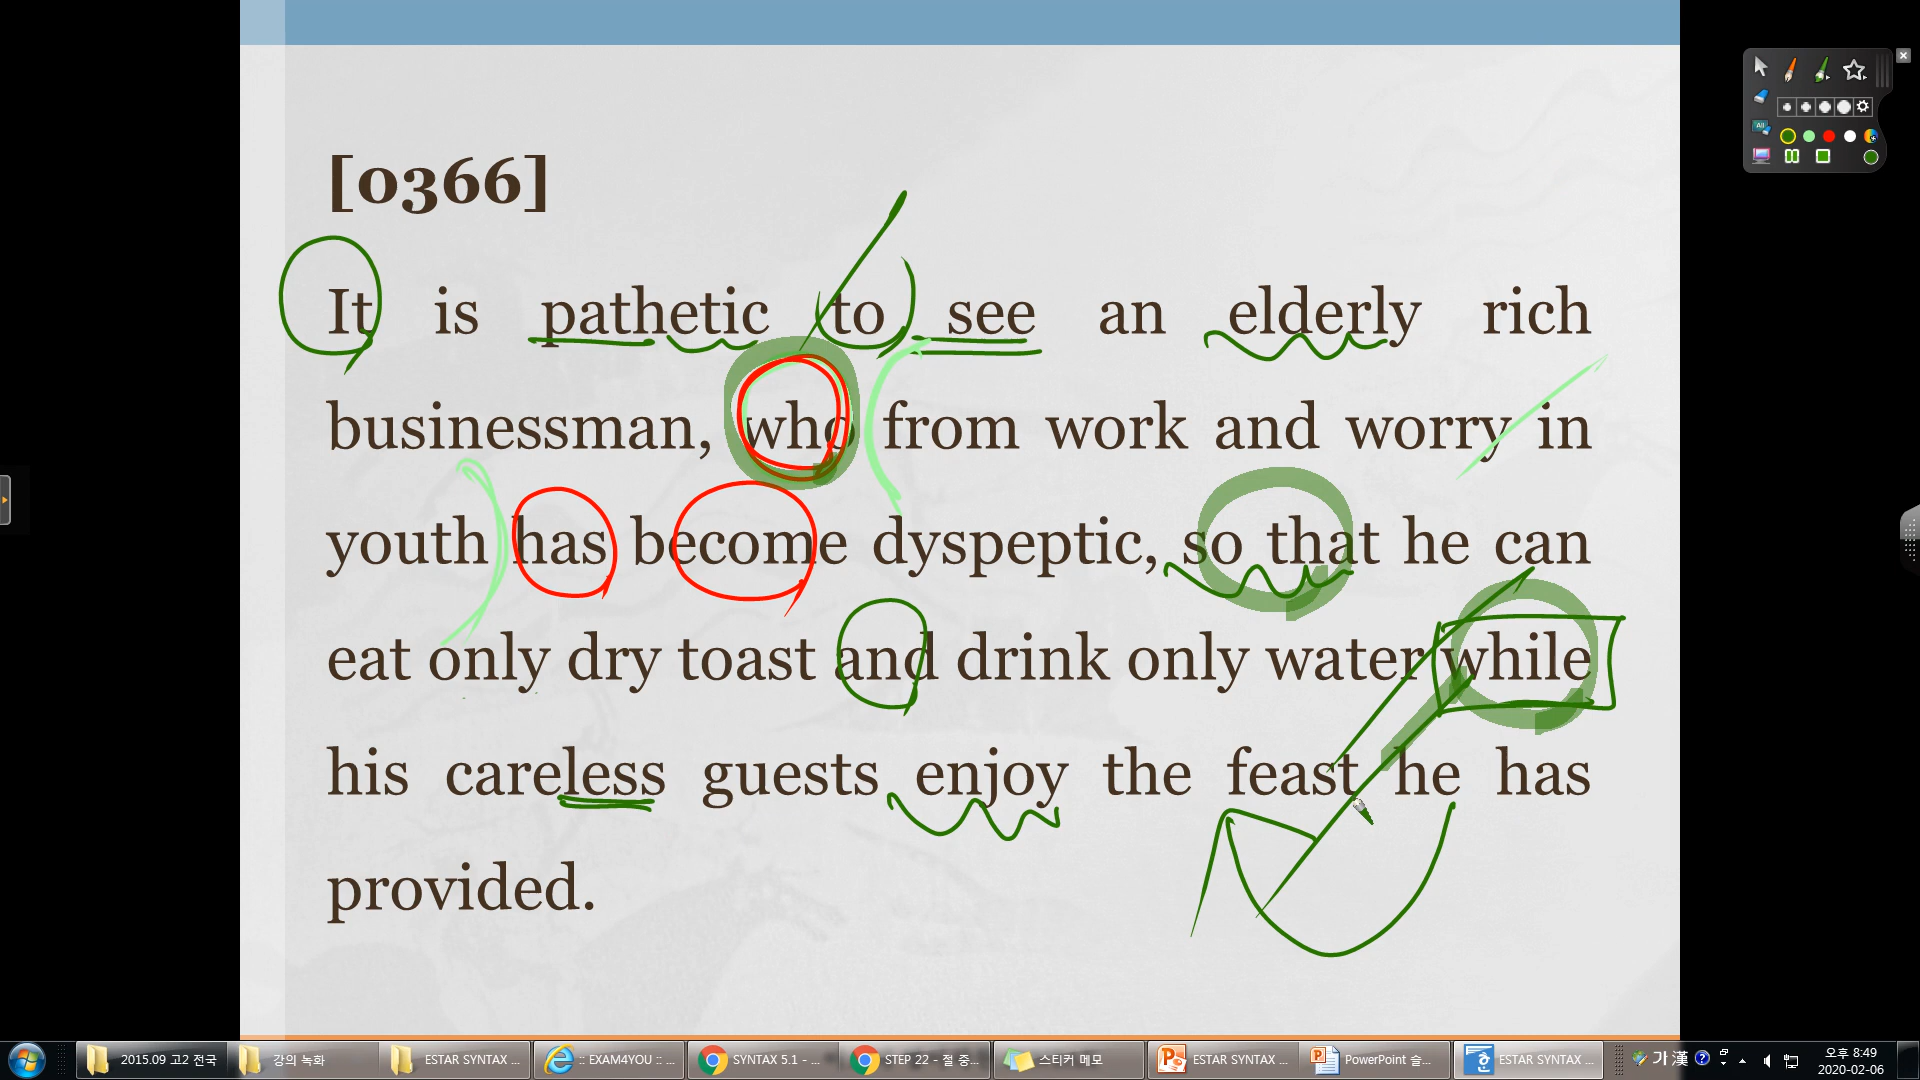 [0366]
It is pathetic to see an elderly rich
businessman, who from work and worry in
youth has become dyspeptic, so that he can
eat only dry toast and drink only water while
his careless guests enjoy the feast he has
provided.
All
2015.09 고2 전국
강의 녹화
ESTAR SYNTAX ...
:: EXAM4YOU :: ...
SYNTAX 5.1 - ...
STEP 22 - 절 중...
스티커 메모
ESTAR SYNTAX ...
PowerPoint 슬...
ESTAR SYNTAX ...
가 漢
오후 8:49
2020-02-06